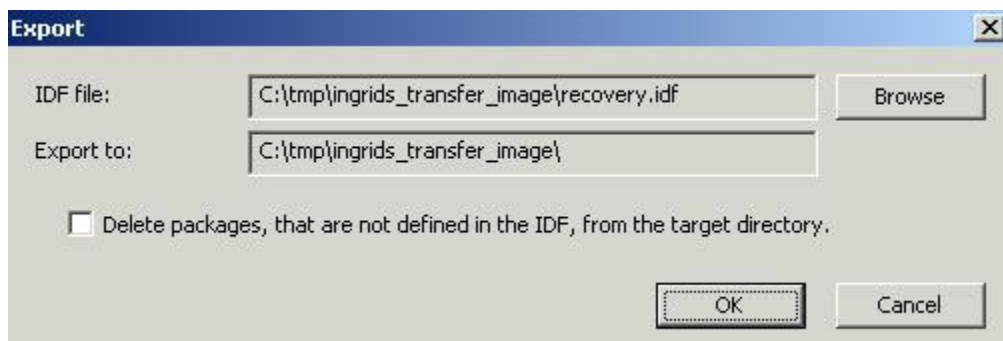 Export
IDF file: C:\tmp\ingrids_transfer_image\recovery.idf Browse
Export to: C:\tmp\ingrids_transfer_image\
Delete packages, that are not defined in the IDF, from the target directory.
OK Cancel